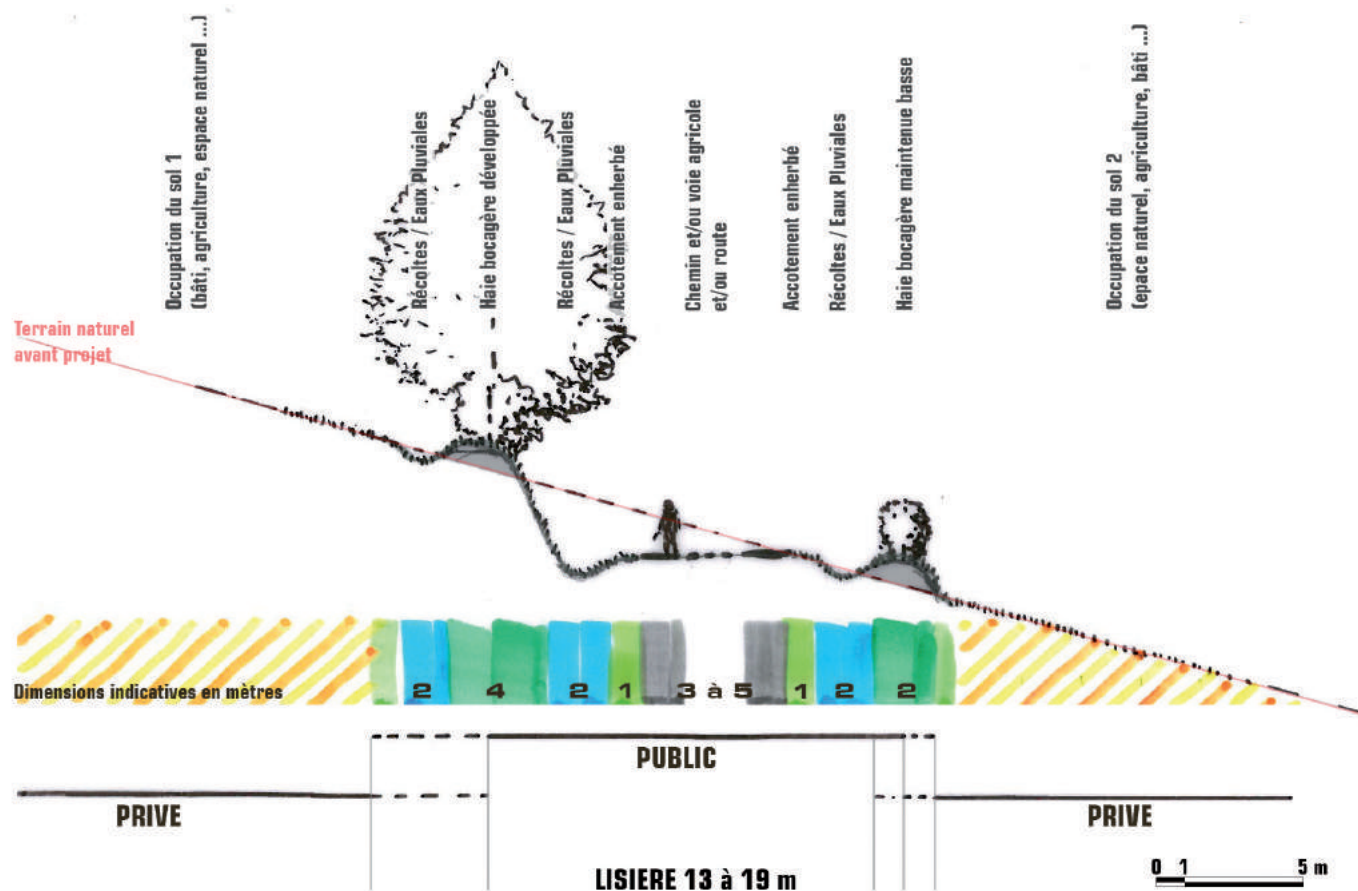 Occupation du sol 1
(bâti, agriculture, espace naturel ...)
Récoltes / Eaux Pluviales
Haie bocagère développée
Récoltes / Eaux Pluviales
Accotement enherbé
Chemin et/ou voie agricole
et/ou route
Accotement enherbé
Récoltes / Eaux Pluviales
Haie bocagère maintenue basse
Occupation du sol 2
(epace naturel, agriculture, bâti ...)
Terrain naturel
avant projet
Dimensions indicatives en mètres
2 4 2 1 3 à 5 1 2 2
PUBLIC
PRIVE
PRIVE
LISIERE 13 à 19 m
0 1 5 m